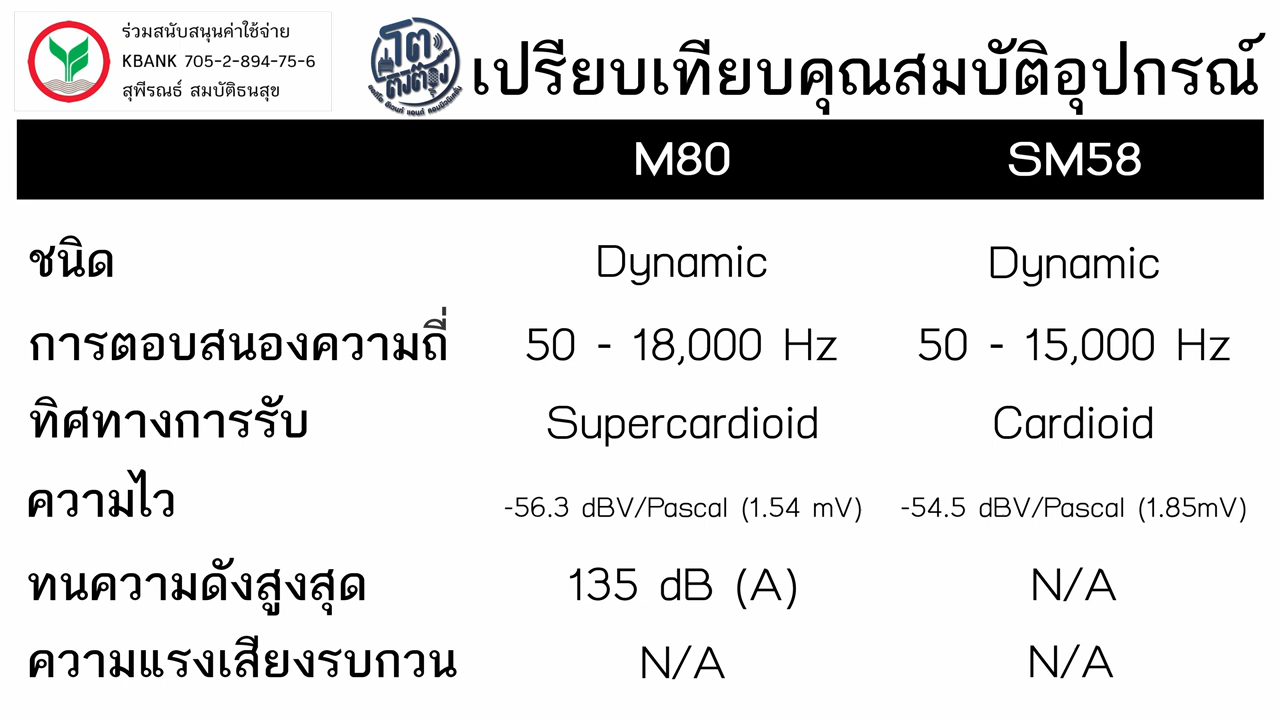 ร่วมสนับสนุนค่าใช้จ่าย
KBANK 705-2-894-75-6
สุพีรณธ์ สมบัติธนสุข
โต
ติงต๊อง
เปรียบเทียบคุณสมบัติอุปกรณ์
M80 SM58
ชนิด Dynamic Dynamic
การตอบสนองความถี่ 50 - 18,000 Hz 50 - 15,000 Hz
ทิศทางการรับ Supercardioid Cardioid
ความไว -56.3 dBV/Pascal (1.54 mV) -54.5 dBV/Pascal (1.85mV)
ทนความดังสูงสุด 135 dB (A) N/A
ความแรงเสียงรบกวน N/A N/A